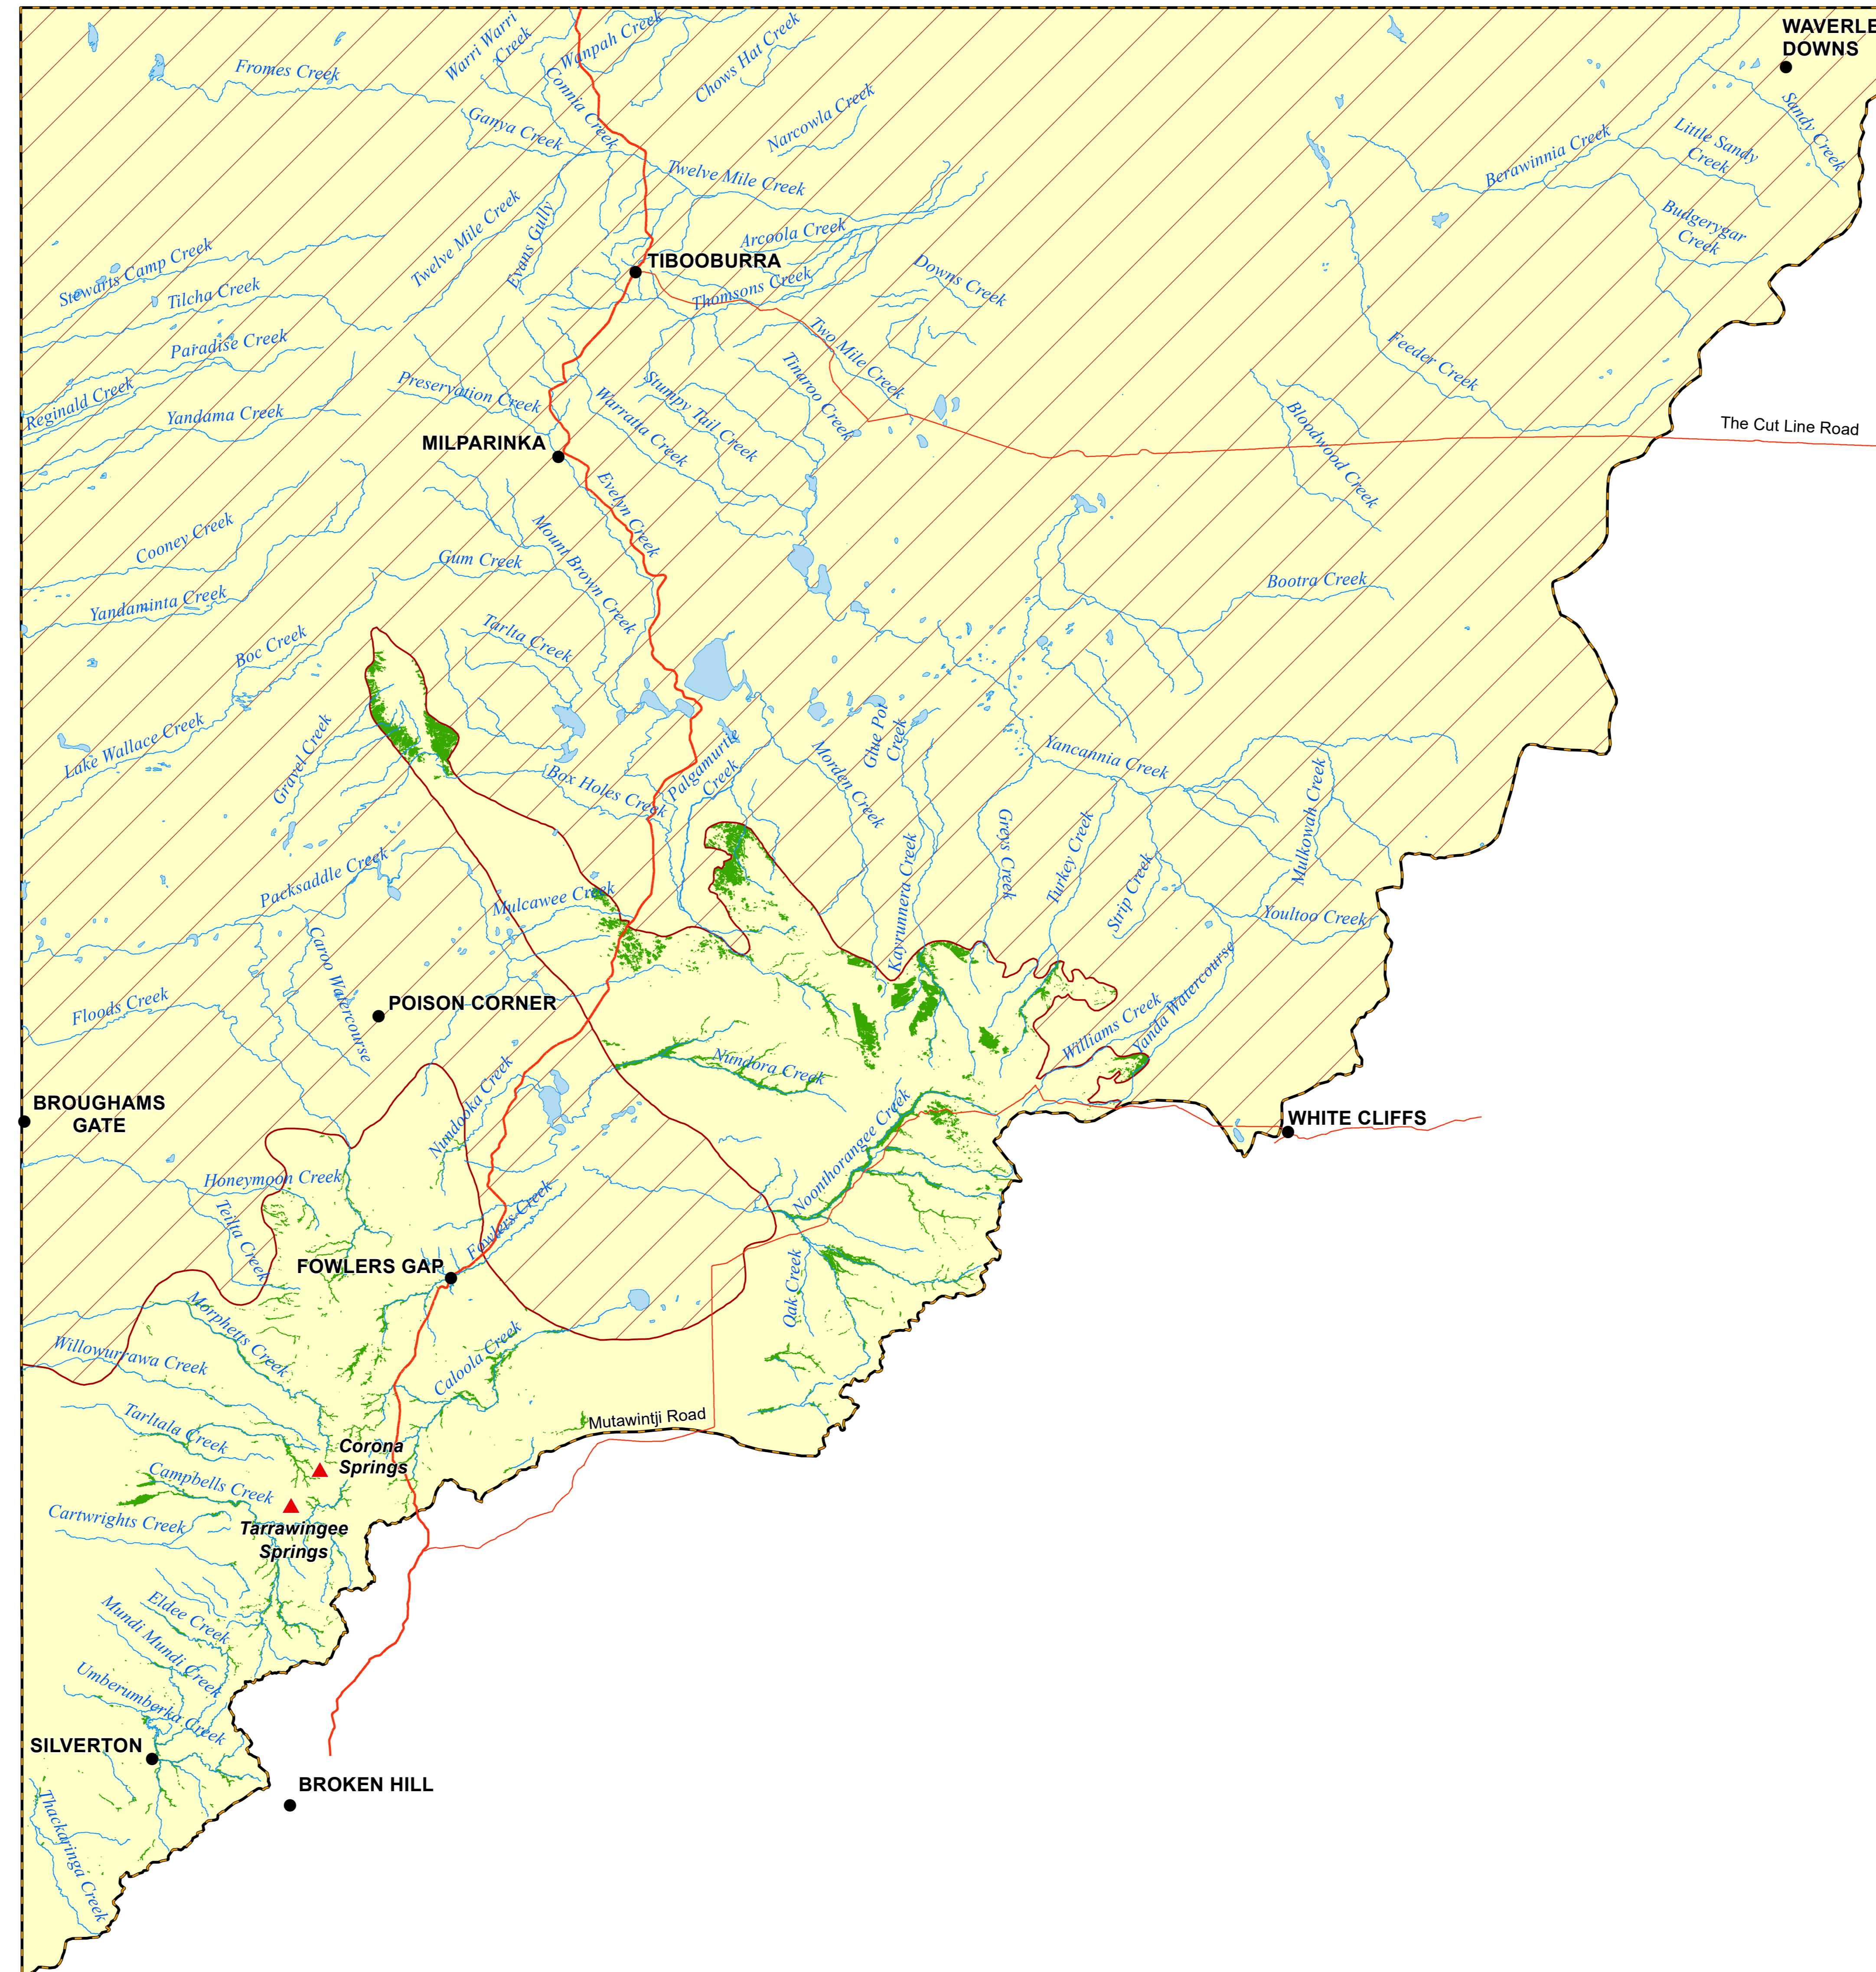 WAVERLE
DOWNS
Warri Warri
Creek
Wanpah Creek
Chows Hat Creek
Fromes Creek
Connia Creek
Ganya Creek
Narcowla Creek
Sandy Creek
Little Sandy
Creek
Berawinnia Creek
Twelve Mile Creek
Twelve Mile Creek
Evans Gully
Budgerygar
Creek
Arcoola Creek
Stewarts Camp Creek
TIBOOBURRA
Downs Creek
Tilcha Creek
Thomsons Creek
Paradise Creek
Two Mile Creek
Feeder Creek
Reginald Creek
Preservation Creek
Tinaroo Creek
Stumpy Tail Creek
Warratta Creek
Yandama Creek
Bloodwood Creek
The Cut Line Road
MILPARINKA
Evelyn Creek
Cooney Creek
Mount Brown Creek
Gum Creek
Bootra Creek
Yandaminta Creek
Boc Creek
Tarlta Creek
Lake Wallace Creek
Gravel Creek
Glue Pot
Creek
Palgamurtie
Creek
Morden Creek
Yancannia Creek
Box Holes Creek
Mulkowah Creek
Greys Creek
Turkey Creek
Kayrunnera Creek
Strip Creek
Packsaddle Creek
Mulcawee Creek
Youltoo Creek
Caroo Watercourse
Yanda Watercourse
Williams Creek
POISON CORNER
Floods Creek
Nundora Creek
Nundooka Creek
BROUGHAMS
GATE
WHITE CLIFFS
Noonthorangee Creek
Honeymoon Creek
Teilta Creek
Fowlers Creek
FOWLERS GAP
Oak Creek
Morphetts Creek
Willowurrawa Creek
Caloola Creek
Tarltala Creek
Mutawintji Road
Corona
Springs
Campbells Creek
Cartwrights Creek
Tarrawingee
Springs
Eldee Creek
Mundi Mundi Creek
Umberumberka Creek
SILVERTON
BROKEN HILL
Thackaringa Creek